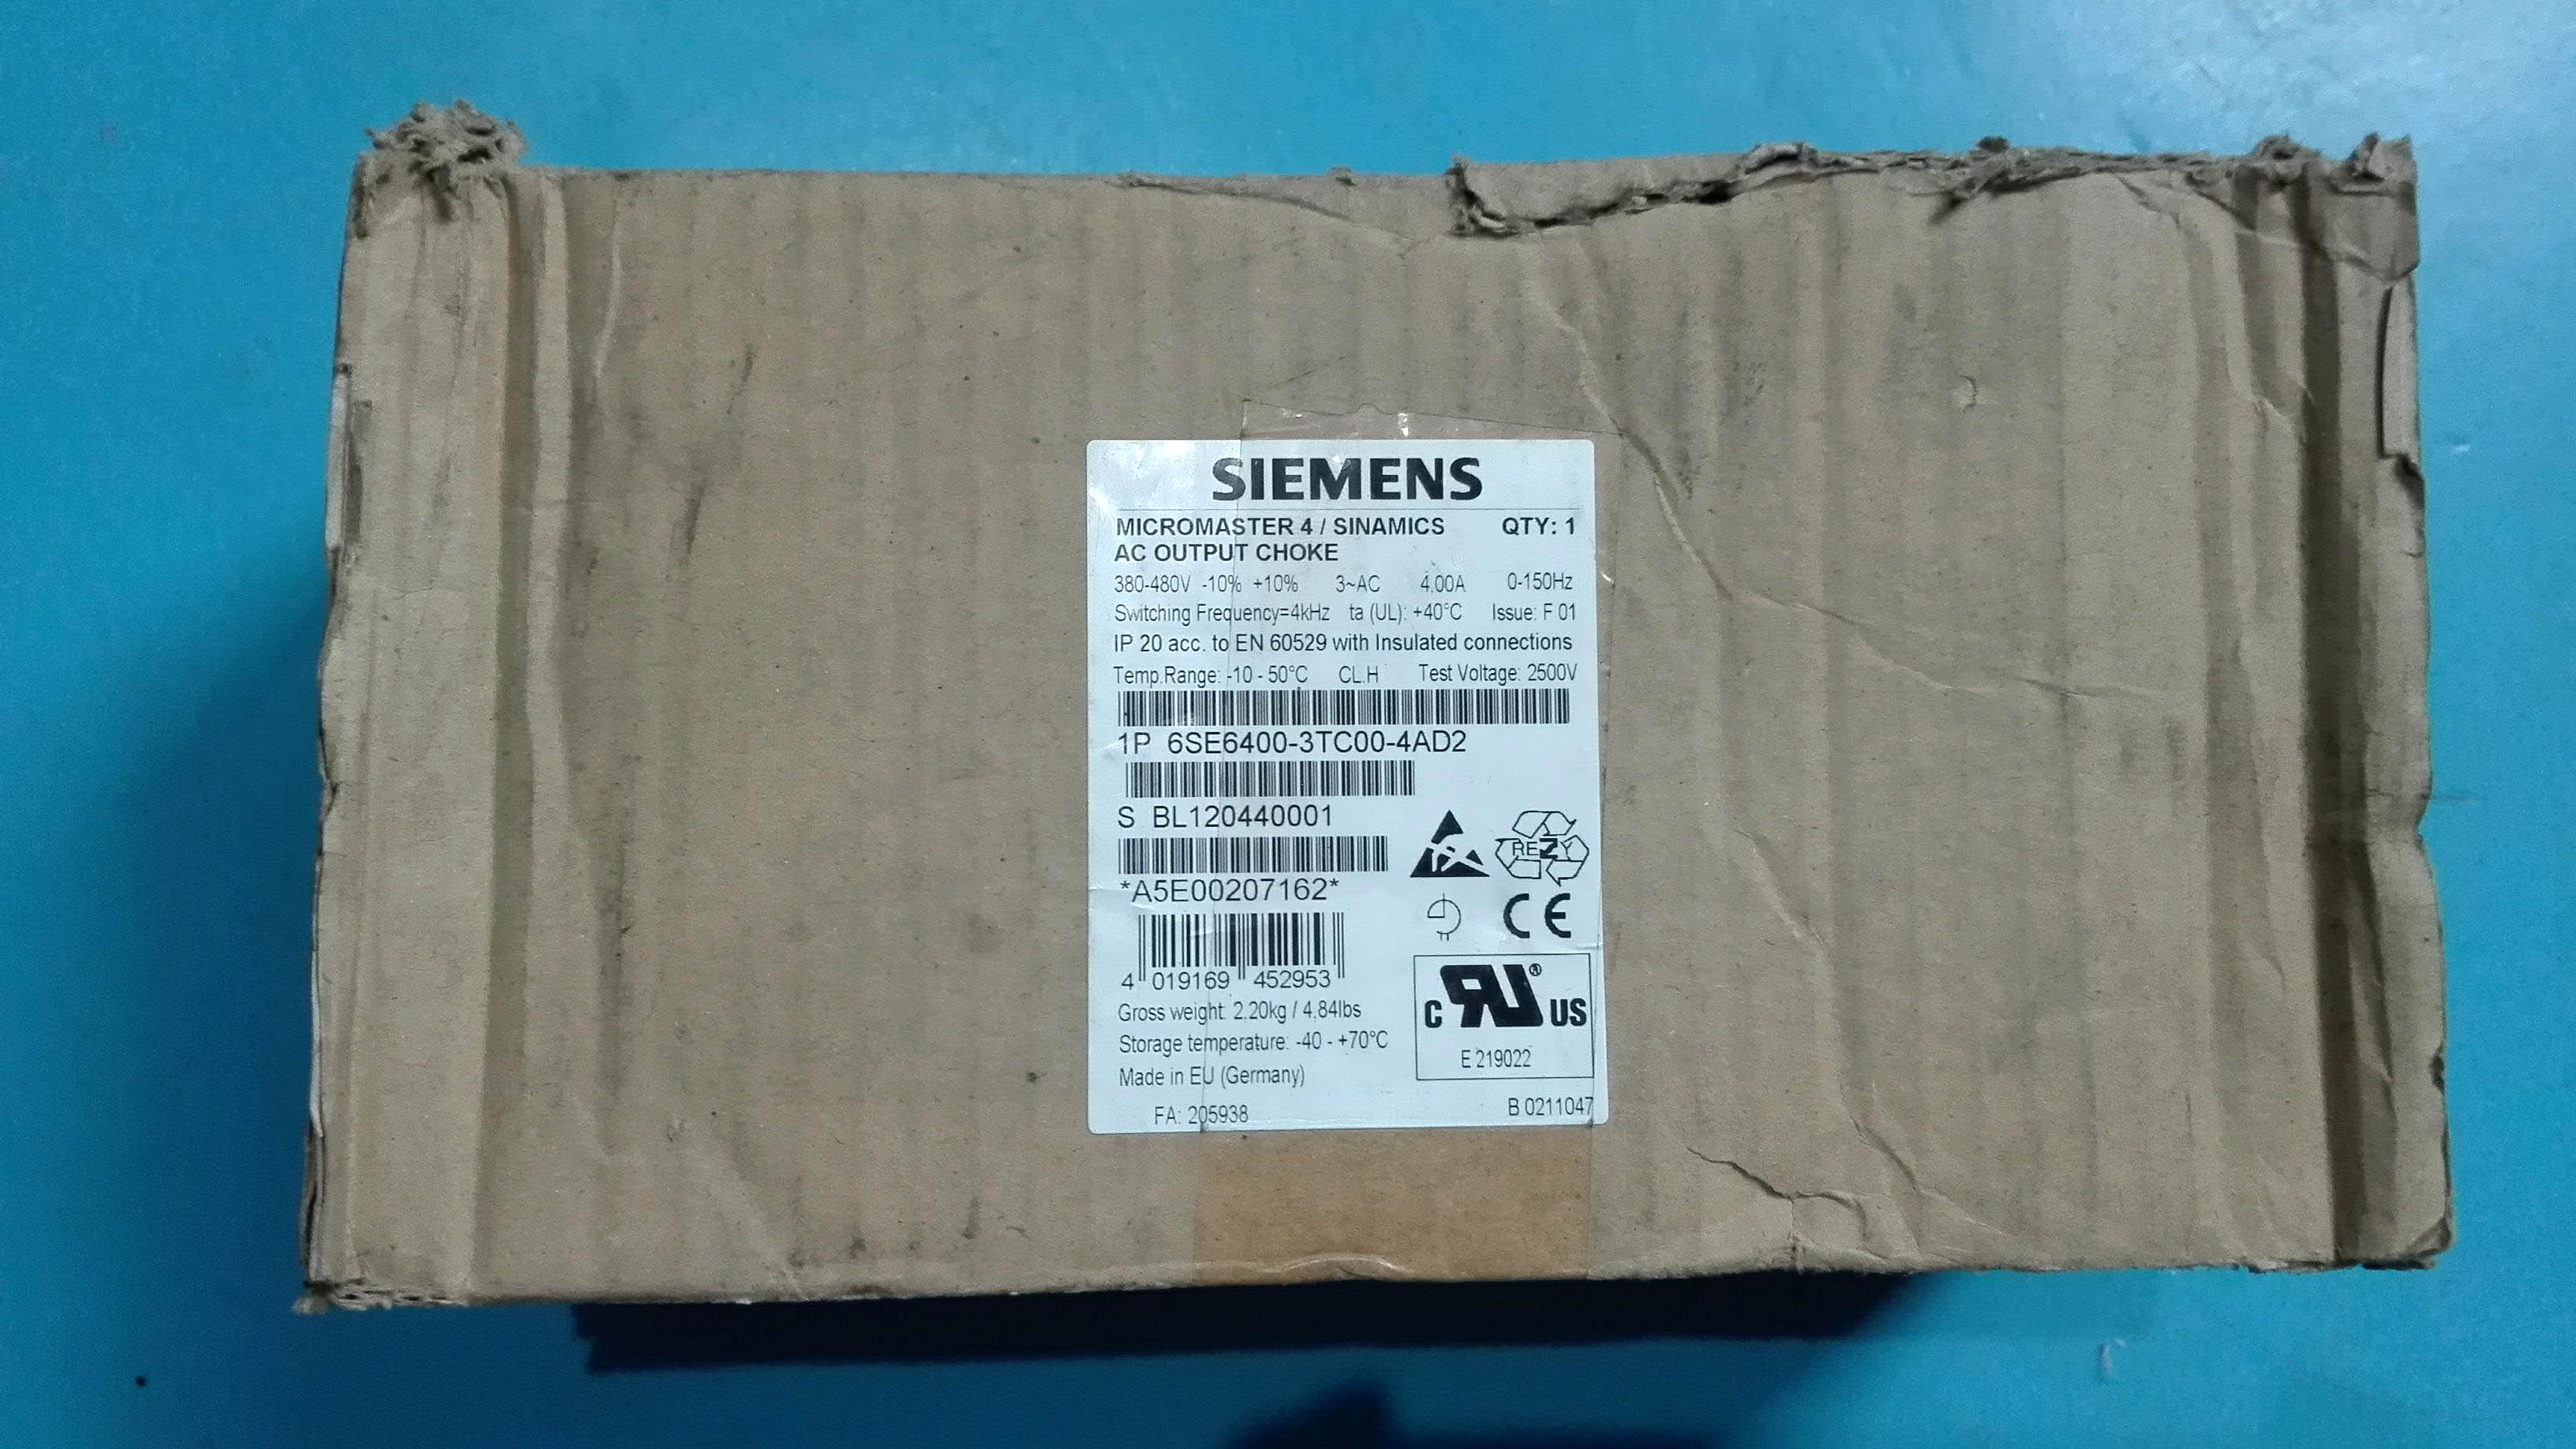 SIEMENS
MICROMASTER 4 / SINAMICS QTY: 1
AC OUTPUT CHOKE
380-480V -10% +10% 3~AC 4.00A 0-150Hz
Switching Frequency=4kHz ta (UL): +40°C Issue: F 01
IP 20 acc. to EN 60529 with Insulated connections
Temp.Range: -10 - 50°C CL.H Test Voltage: 2500V
1P 6SE6400-3TC00-4AD2
S BL120440001
RE Z Y
*A5E00207162*
CE
4 019169 452953
C RU ® US
Gross weight: 2.20kg / 4.84lbs
Storage temperature: -40 - +70°C
E 219022
Made in EU (Germany)
FA: 205938 B 0211047